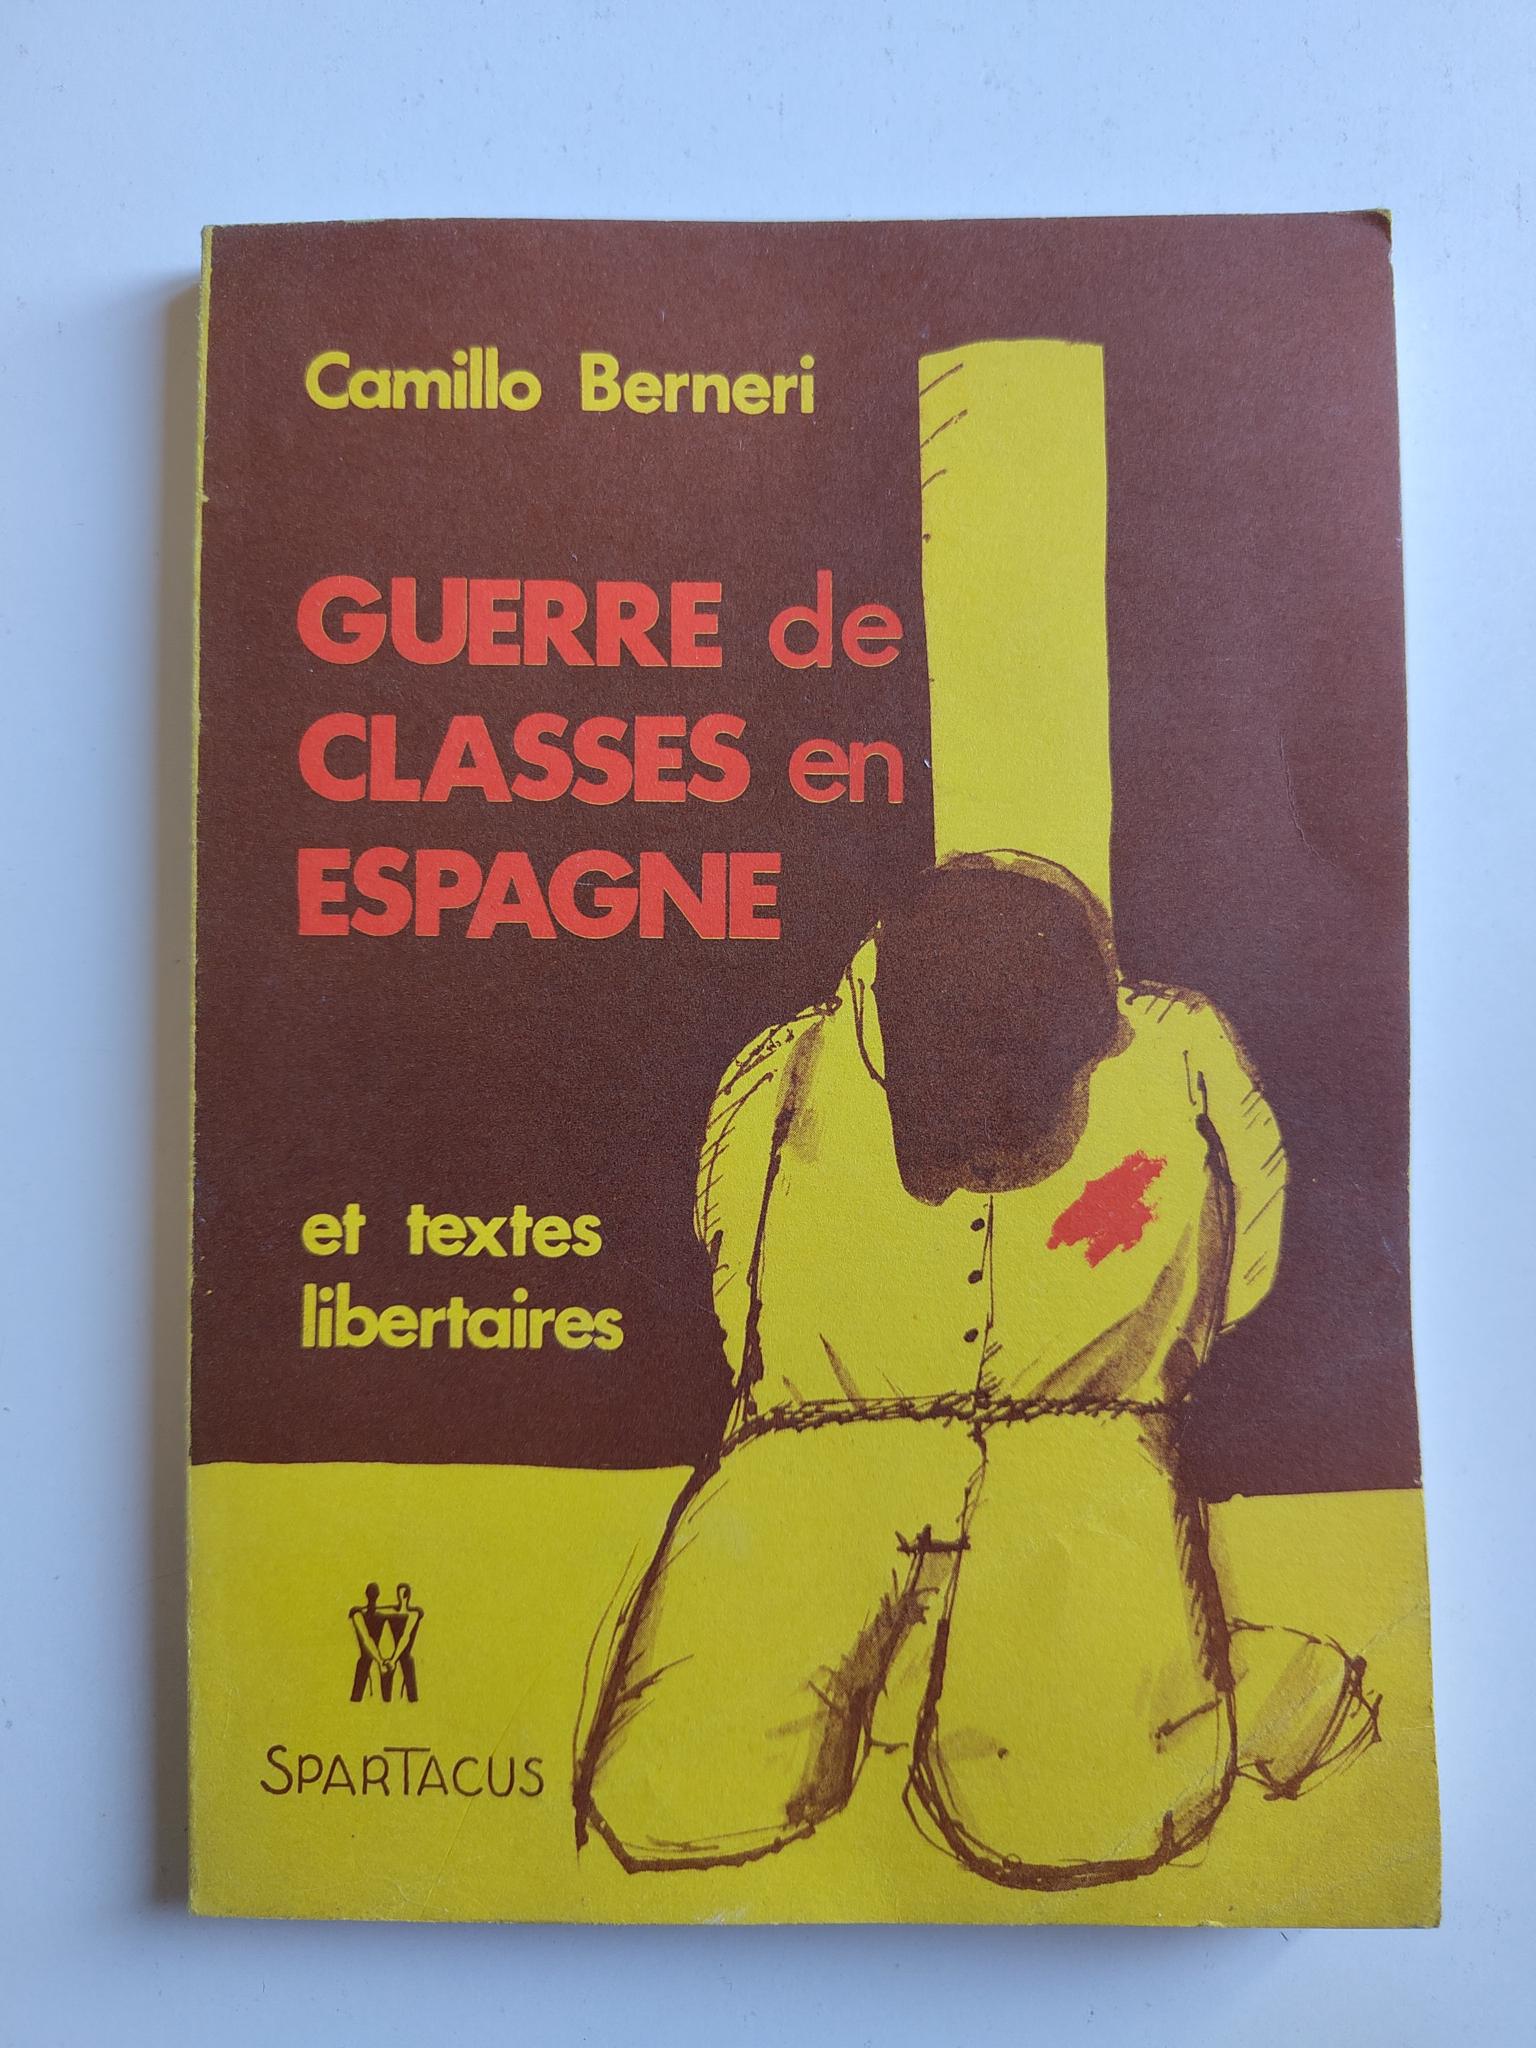 Camillo Berneri
GUERRE de
CLASSES en
ESPAGNE
et textes
libertaires
SPARTACUS